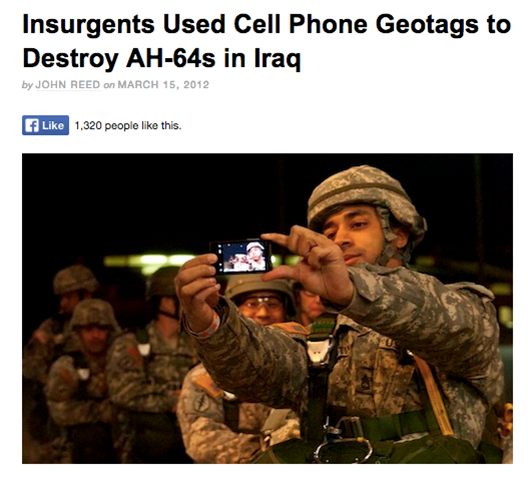 Insurgents Used Cell Phone Geotags to
Destroy AH-64s in Iraq
by JOHN REED on MARCH 15, 2012
f Like 1,320 people like this.